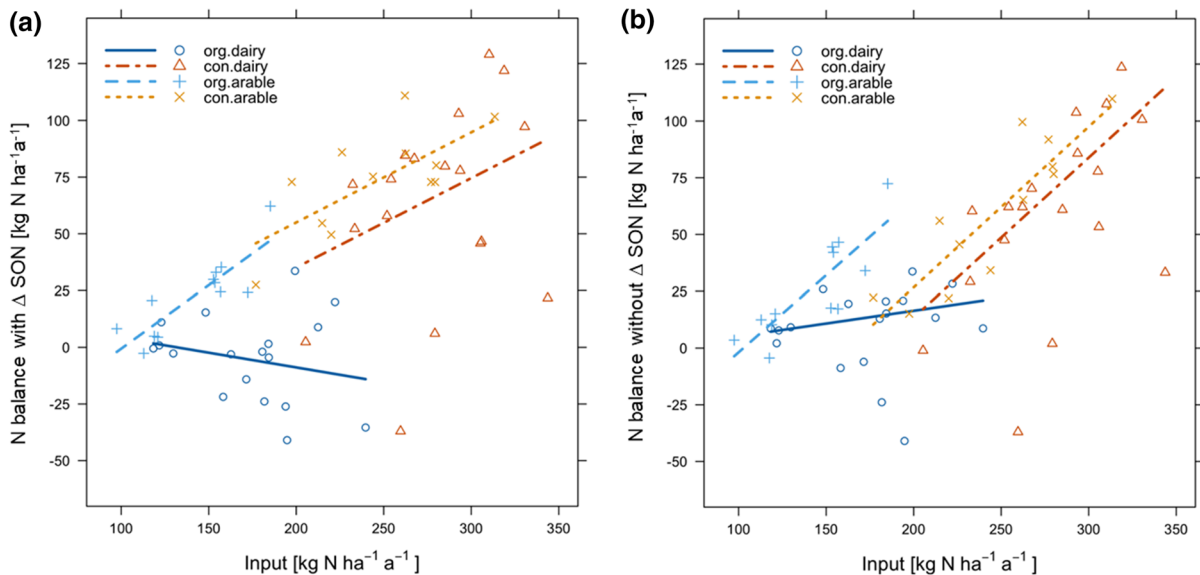 (a)
N balance with Δ SON [kg N ha⁻¹a⁻¹]
125
100
75
50
25
0
-25
-50
org.dairy
con.dairy
org.arable
con.arable
100 150 200 250 300 350
Input [kg N ha⁻¹ a⁻¹]
(b)
N balance without Δ SON [kg N ha⁻¹a⁻¹]
125
100
75
50
25
0
-25
-50
org.dairy
con.dairy
org.arable
con.arable
100 150 200 250 300 350
Input [kg N ha⁻¹ a⁻¹]